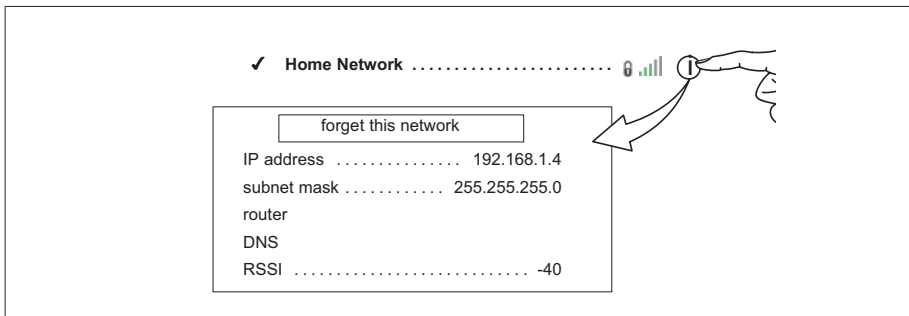 ✓ Home Network ........................
forget this network
IP address ............... 192.168.1.4
subnet mask ............ 255.255.255.0
router
DNS
RSSI ............................ -40